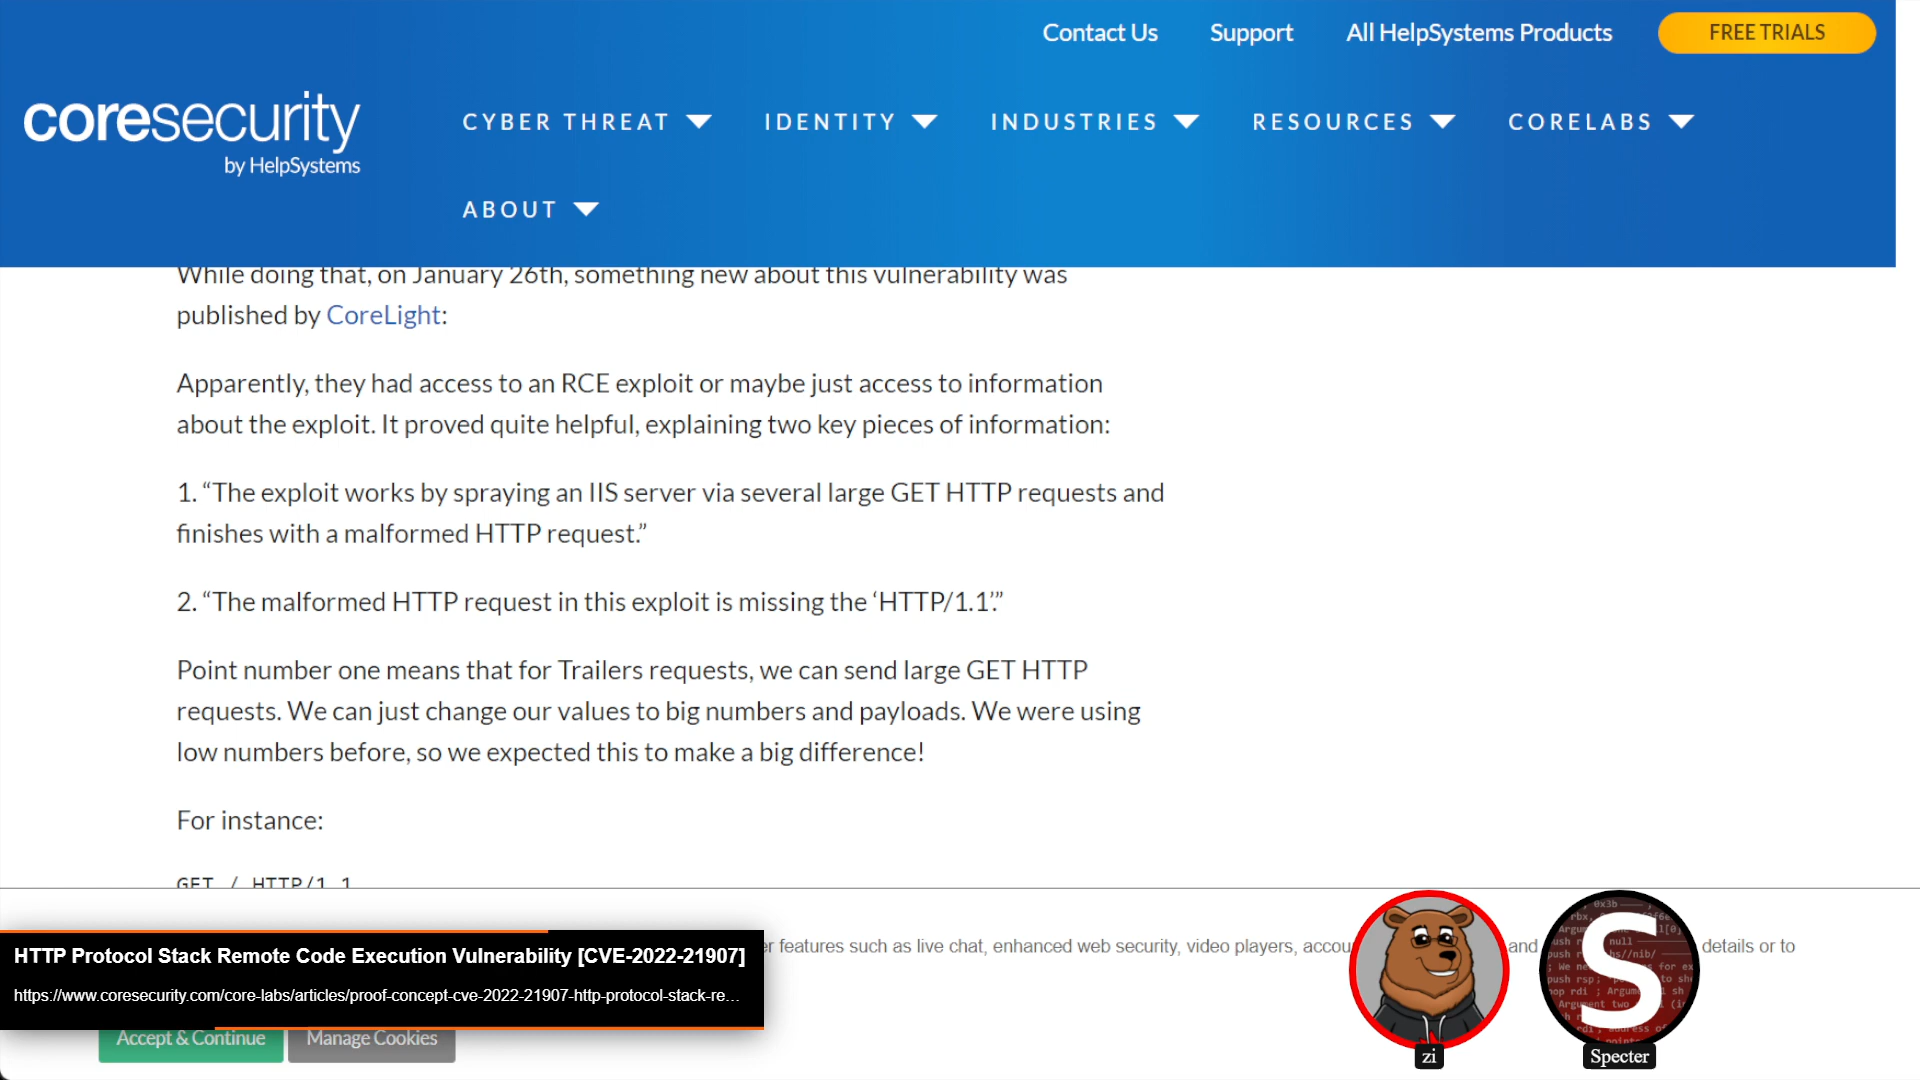 Contact Us
Support
All HelpSystems Products
FREE TRIALS
coresecurity
by HelpSystems
CYBER THREAT
IDENTITY
INDUSTRIES
RESOURCES
CORELABS
ABOUT
While doing that, on January 26th, something new about this vulnerability was
published by CoreLight:
Apparently, they had access to an RCE exploit or maybe just access to information
about the exploit. It proved quite helpful, explaining two key pieces of information:
1. “The exploit works by spraying an IIS server via several large GET HTTP requests and
finishes with a malformed HTTP request.”
2. “The malformed HTTP request in this exploit is missing the ‘HTTP/1.1’.”
Point number one means that for Trailers requests, we can send large GET HTTP
requests. We can just change our values to big numbers and payloads. We were using
low numbers before, so we expected this to make a big difference!
For instance:
GET / HTTP/1.1
features such as live chat, enhanced web security, video players, and details or to
HTTP Protocol Stack Remote Code Execution Vulnerability [CVE-2022-21907]
https://www.coresecurity.com/core-labs/articles/proof-concept-cve-2022-21907-http-protocol-stack-re...
Accept & Continue
Manage Cookies
zi
S
Specter